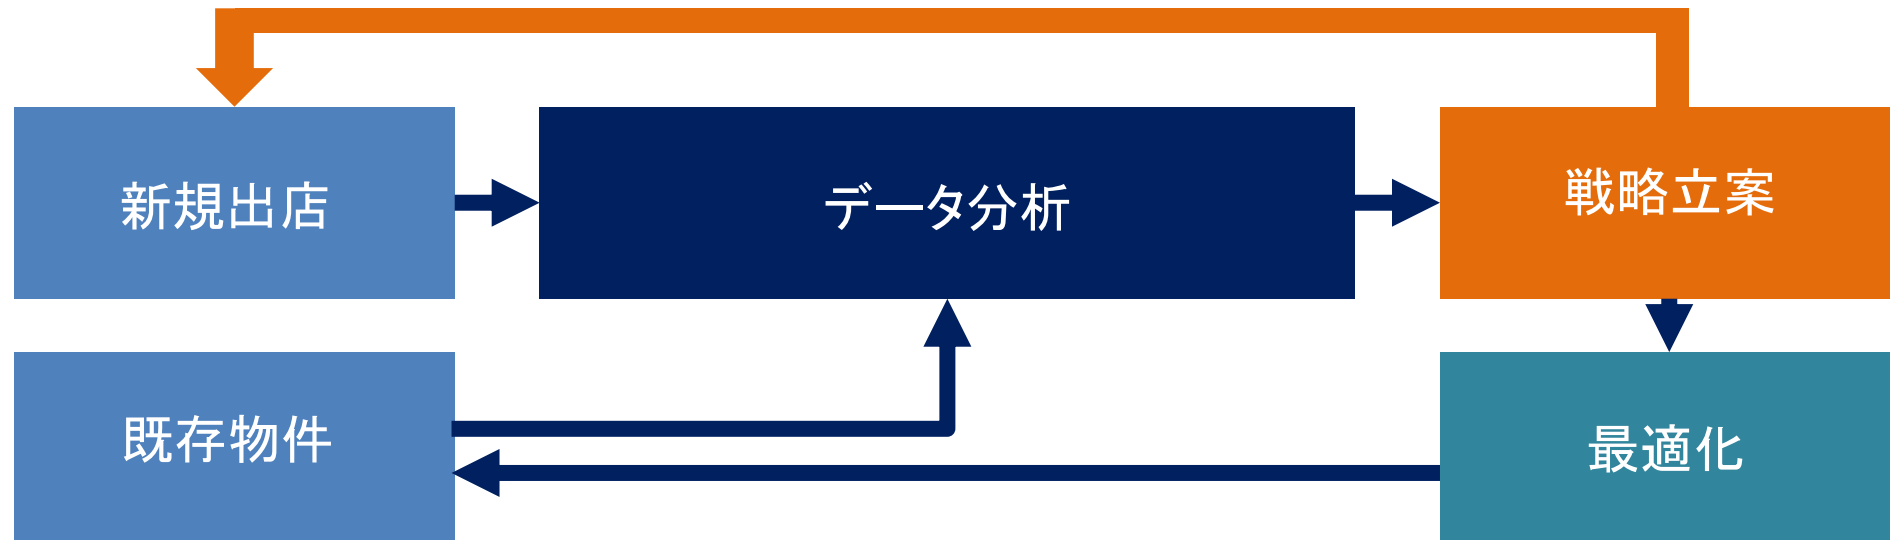 新規出店
データ分析
戦略立案
既存物件
最適化